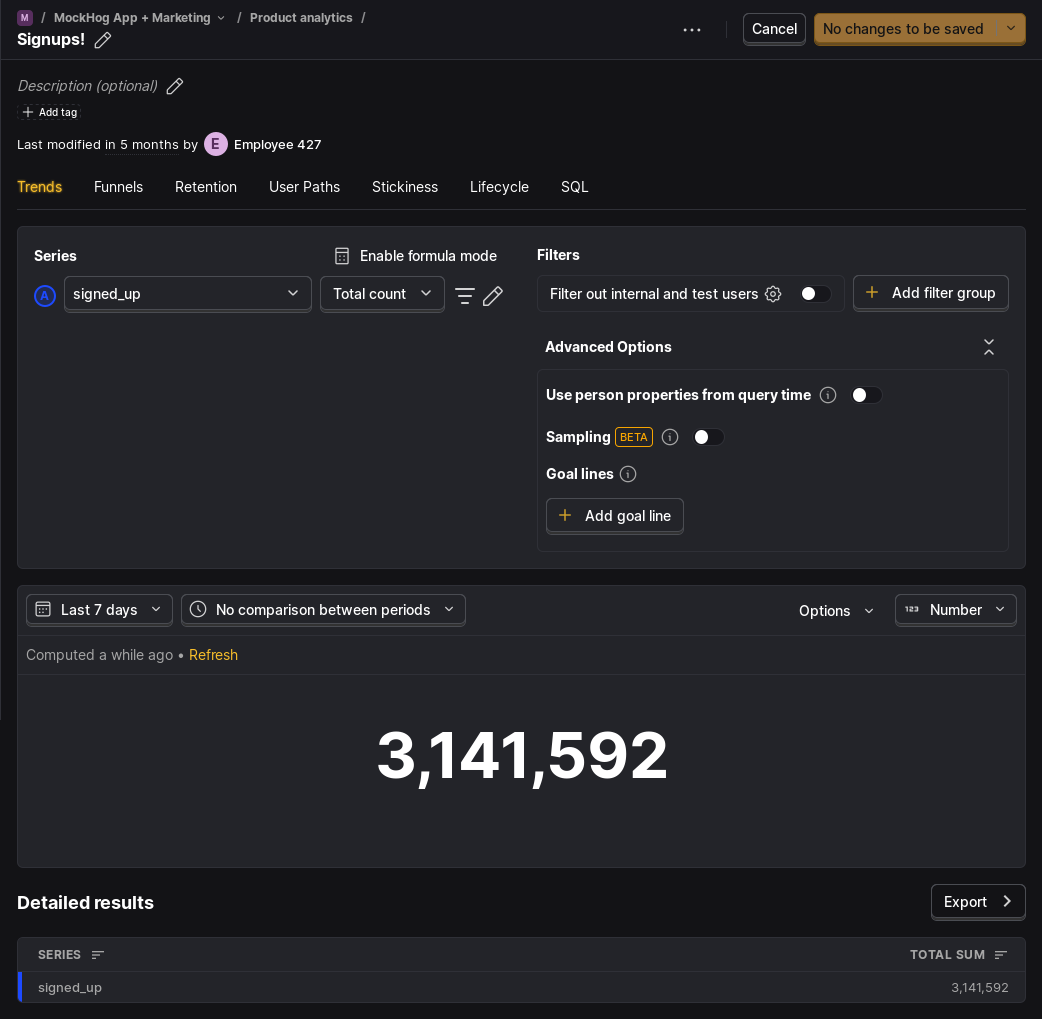 M / MockHog App + Marketing / Product analytics /
Signups!
Cancel
No changes to be saved
Description (optional)
Add tag
Last modified in 5 months by E Employee 427
Trends Funnels Retention User Paths Stickiness Lifecycle SQL
Series
Enable formula mode
A signed_up Total count
Filters
Filter out internal and test users
Add filter group
Advanced Options
Use person properties from query time
Sampling BETA
Goal lines
Add goal line
Last 7 days No comparison between periods Options 123 Number
Computed a while ago • Refresh
3,141,592
Detailed results Export
SERIES TOTAL SUM
signed_up 3,141,592